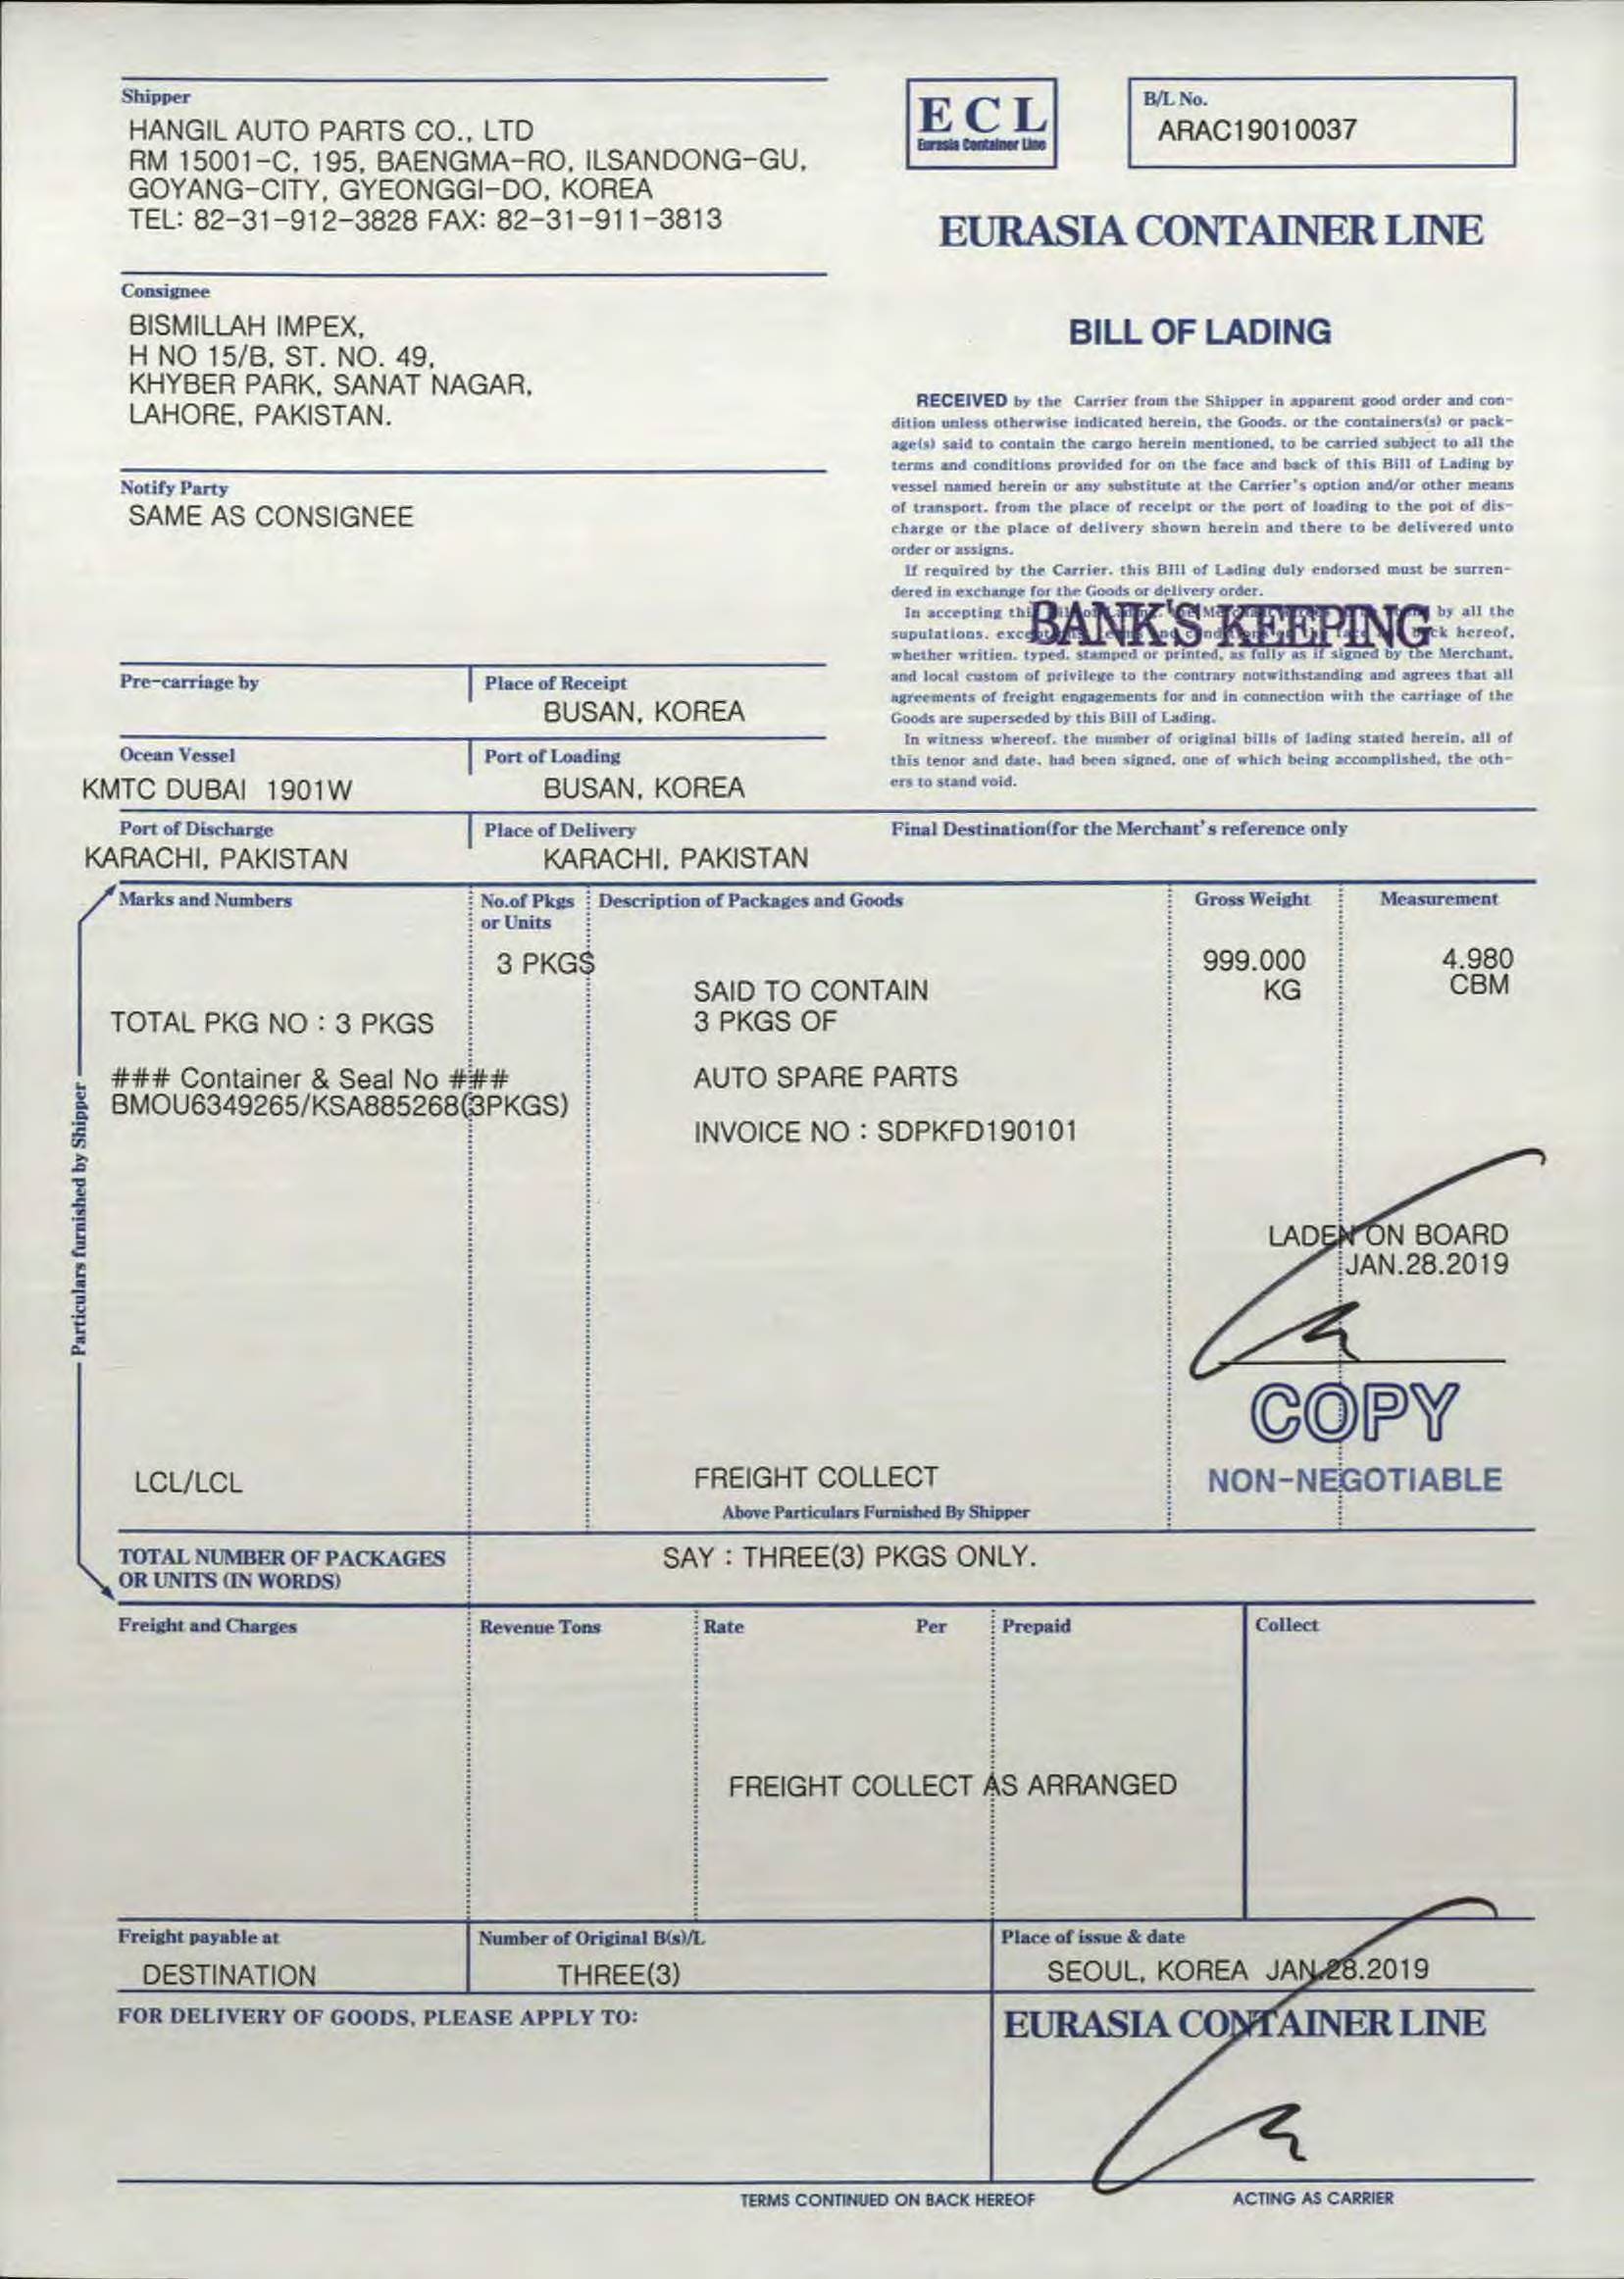 Shipper
HANGIL AUTO PARTS CO., LTD
RM 15001-C, 195, BAENGMA-RO, ILSANDONG-GU,
GOYANG-CITY, GYEONGGI-DO, KOREA
TEL: 82-31-912-3828 FAX: 82-31-911-3813
ECL
Eurasia Container Line
B/L No.
ARAC19010037
EURASIA CONTAINER LINE
Consignee
BISMILLAH IMPEX,
H NO 15/B, ST. NO. 49,
KHYBER PARK, SANAT NAGAR,
LAHORE, PAKISTAN.
BILL OF LADING
Notify Party
SAME AS CONSIGNEE
RECEIVED by the Carrier from the Shipper in apparent good order and con-
dition unless otherwise indicated herein, the Goods. or the containers(s) or pack-
age(s) said to contain the cargo herein mentioned, to be carried subject to all the
terms and conditions provided for on the face and back of this Bill of Lading by
vessel named herein or any substitute at the Carrier's option and/or other means
of transport. from the place of receipt or the port of loading to the pot of dis-
charge or the place of delivery shown herein and there to be delivered unto
order or assigns.
If required by the Carrier. this Bill of Lading duly endorsed must be surren-
dered in exchange for the Goods or delivery order.
In accepting by all the
BANK'S KEEPING
supulations. hereof,
whether writien. typed. stamped or printed, as fully as if signed by the Merchant,
and local custom of privilege to the contrary notwithstanding and agrees that all
agreements of freight engagements for and in connection with the carriage of the
Goods are superseded by this Bill of Lading.
In witness whereof. the number of original bills of lading stated herein, all of
this tenor and date. had been signed, one of which being accomplished, the oth-
ers to stand void.
Pre-carriage by
Place of Receipt
BUSAN, KOREA
Ocean Vessel
KMTC DUBAI 1901W
Port of Loading
BUSAN, KOREA
Port of Discharge
KARACHI, PAKISTAN
Place of Delivery
KARACHI, PAKISTAN
Final Destination(for the Merchant's reference only
Marks and Numbers
No.of Pkgs
or Units
Description of Packages and Goods
Gross Weight
Measurement
3 PKGS
999.000
KG
4.980
CBM
SAID TO CONTAIN
TOTAL PKG NO : 3 PKGS
3 PKGS OF
### Container & Seal No ###
BMOU6349265/KSA885268(3PKGS)
AUTO SPARE PARTS
INVOICE NO : SDPKFD190101
Particulars furnished by Shipper
LADEN ON BOARD
JAN.28.2019
COPY
NON-NEGOTIABLE
LCL/LCL
FREIGHT COLLECT
Above Particulars Furnished By Shipper
TOTAL NUMBER OF PACKAGES
OR UNITS (IN WORDS)
SAY : THREE(3) PKGS ONLY.
Freight and Charges
Revenue Tons
Rate
Per
Prepaid
Collect
FREIGHT COLLECT AS ARRANGED
Freight payable at
DESTINATION
Number of Original B(s)/L
THREE(3)
Place of issue & date
SEOUL, KOREA JAN.28.2019
FOR DELIVERY OF GOODS, PLEASE APPLY TO:
EURASIA CONTAINER LINE
TERMS CONTINUED ON BACK HEREOF
ACTING AS CARRIER